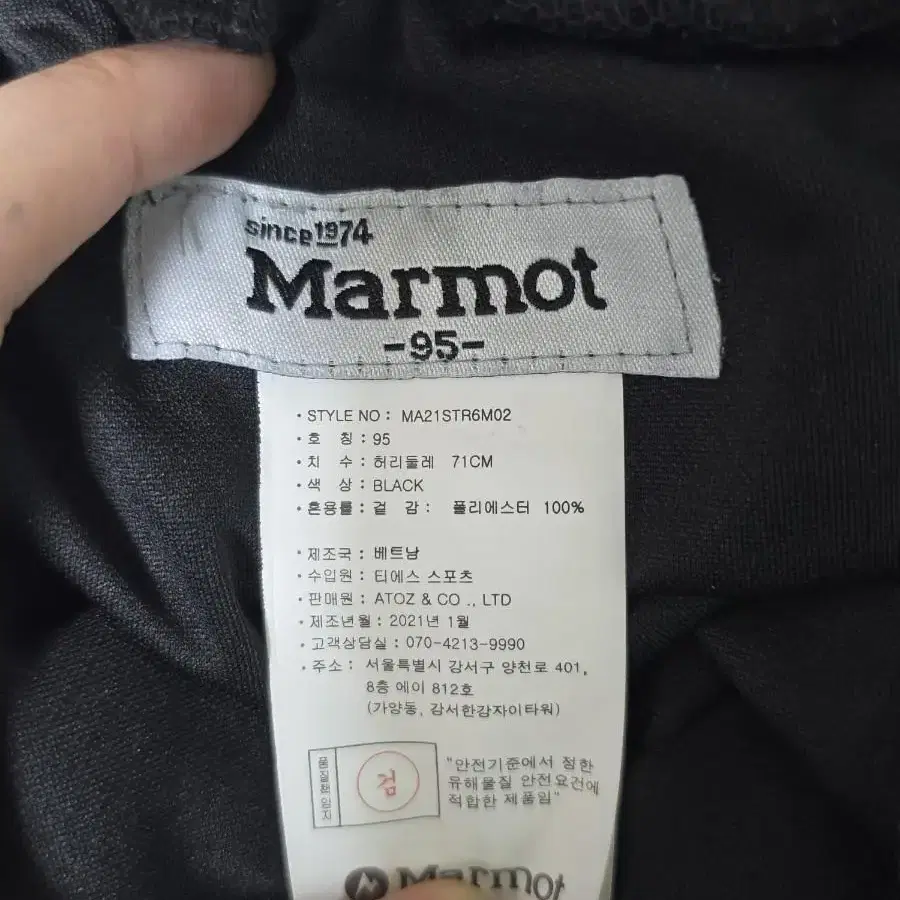 since 1974
Marmot
-95-
· STYLE NO : MA21STR6M02
· 호 칭 : 95
· 치 수 : 허리둘레 71CM
· 색 상 : BLACK
· 혼용률 : 겉 감 : 폴리에스터 100%
· 제조국 : 베트남
· 수입원 : 티에스 스포츠
· 판매원 : ATOZ & CO ., LTD
· 제조년월 : 2021년 1월
· 고객상담실 : 070-4213-9990
· 주소 : 서울특별시 강서구 양천로 401,
8층 에이 812호
(가양동, 강서한강자이타워)
품질책임자
검
"안전기준에서 정한
유해물질 안전요건에
적합한 제품임"
Marmot